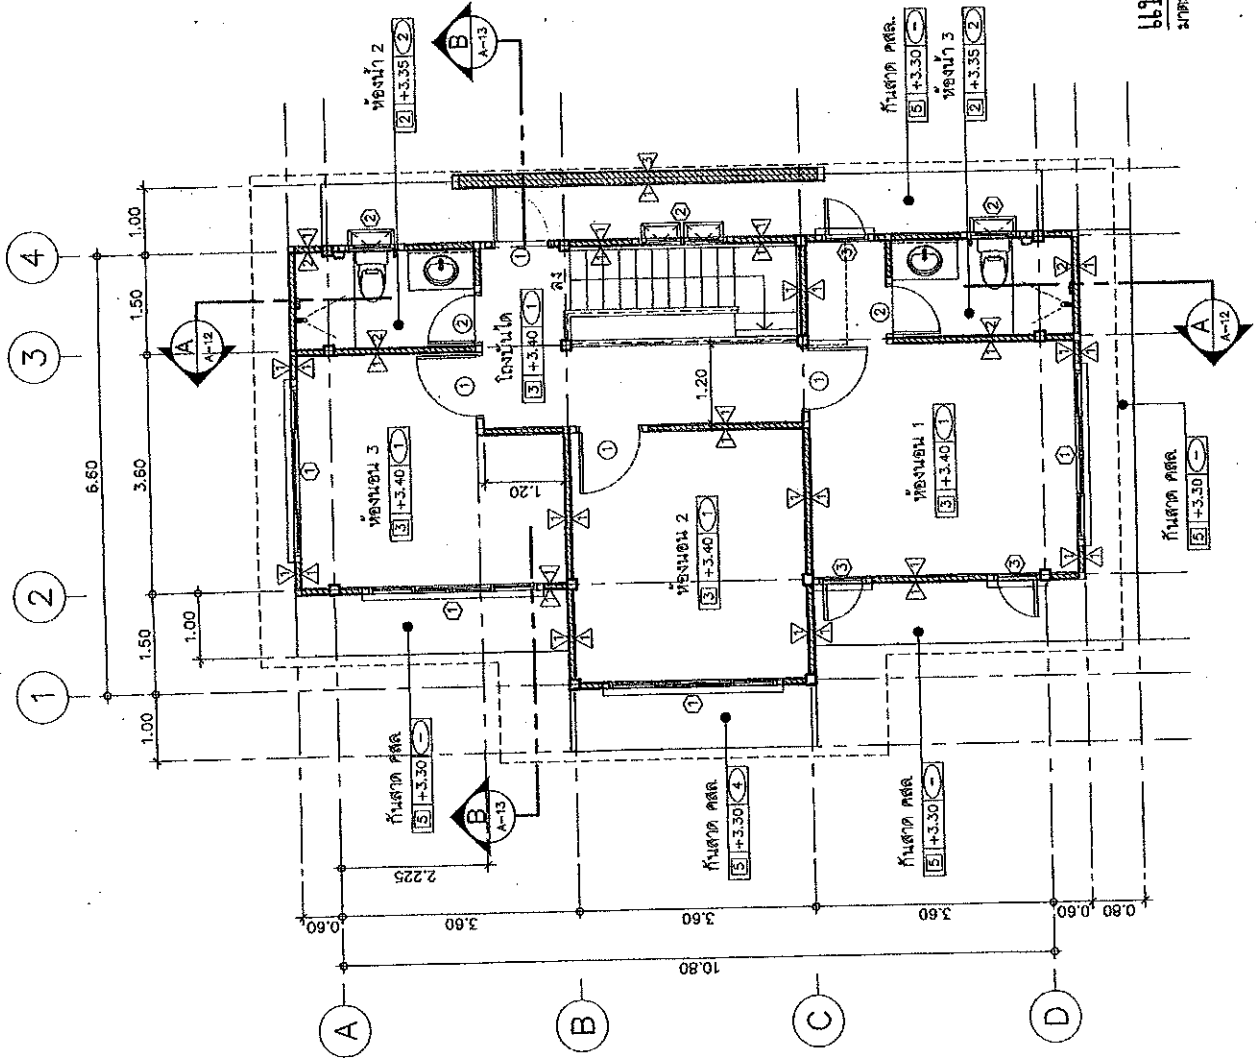 ห้องน้ำ 2
2 +3.35 2
B
A-13
กันสาด คสล.
5 +3.30 -
ห้องน้ำ 3
2 +3.35 2
4
3
2
1
1.00
1.50
3.60
1.50
1.00
6.60
1.00
A
A-12
A
A-12
โถงบันได
3 +3.40 1
ลง
1.20
1.20
ห้องนอน 3
3 +3.40 1
ห้องนอน 2
3 +3.40 1
ห้องนอน 1
3 +3.40 1
กันสาด คสล
5 +3.30 -
กันสาด คสล
5 +3.30 -
B
A-13
กันสาด คสล
5 +3.30 4
กันสาด คสล
5 +3.30 -
2.225
0.60
3.60
3.60
3.60
0.60
0.80
10.80
A
B
C
D